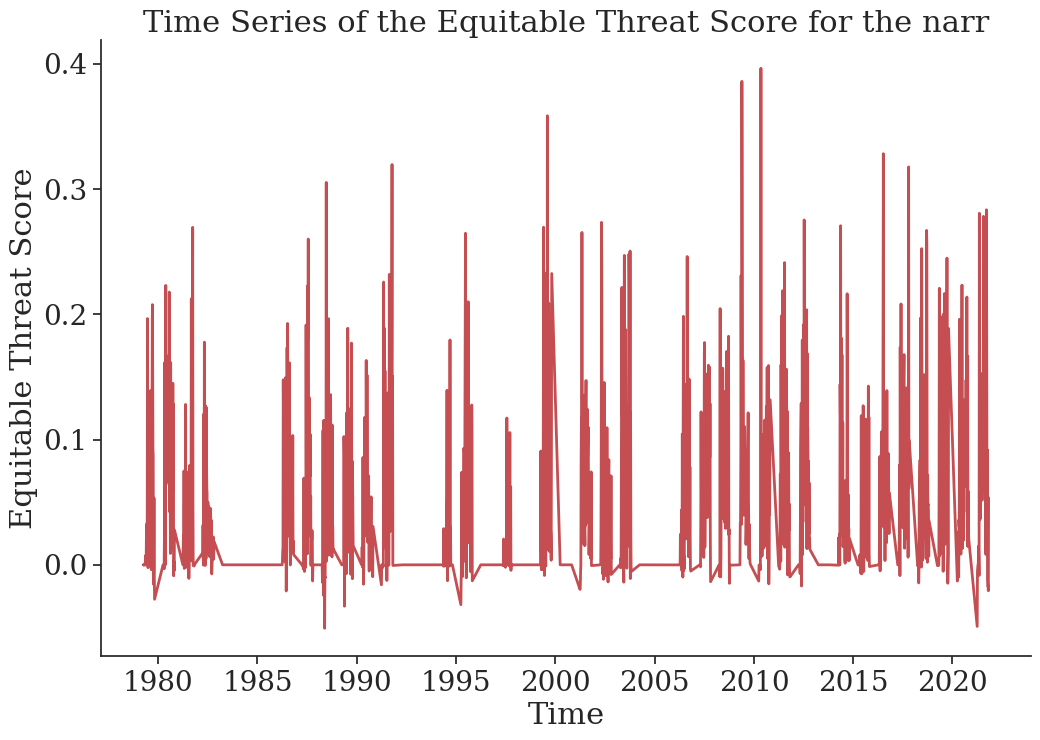 Time Series of the Equitable Threat Score for the narr
Equitable Threat Score
0.4
0.3
0.2
0.1
0.0
1980 1985 1990 1995 2000 2005 2010 2015 2020
Time